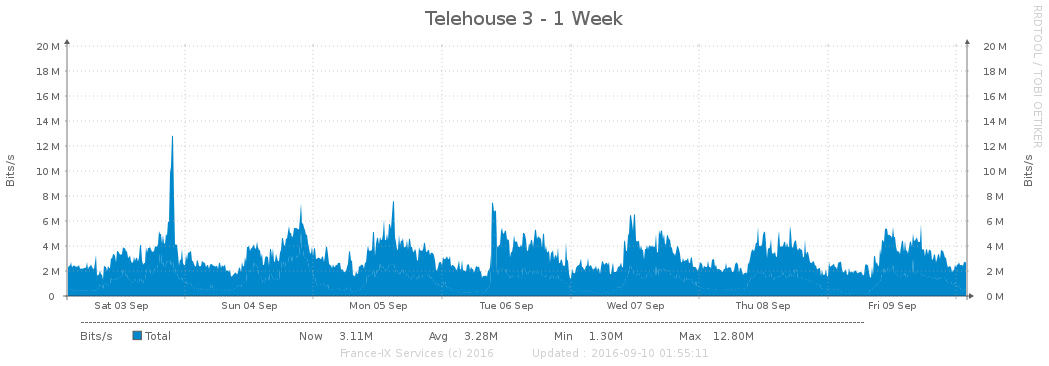 Telehouse 3 - 1 Week
RRDTOOL / TOBI OETIKER
Bits/s
20 M 20 M
18 M 18 M
16 M 16 M
14 M 14 M
12 M 12 M
10 M 10 M
8 M 8 M
6 M 6 M
4 M 4 M
2 M 2 M
0 0 M
Bits/s
Sat 03 Sep Sun 04 Sep Mon 05 Sep Tue 06 Sep Wed 07 Sep Thu 08 Sep Fri 09 Sep
Bits/s Total Now 3.11M Avg 3.28M Min 1.30M Max 12.80M
France-IX Services (c) 2016 Updated : 2016-09-10 01:55:11